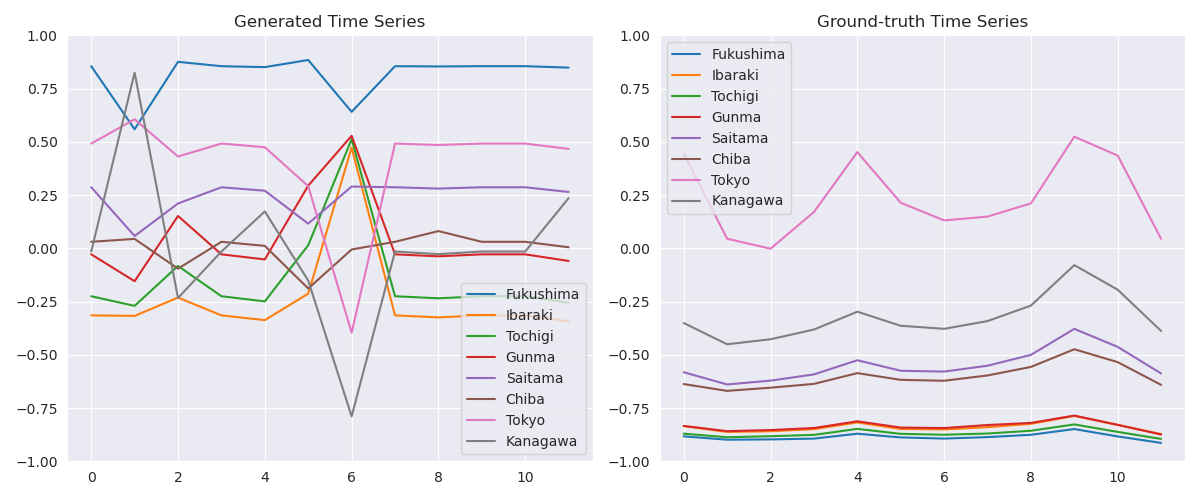 Generated Time Series
1.00
0.75
0.50
0.25
0.00
−0.25
−0.50
−0.75
−1.00
0 2 4 6 8 10
Fukushima
Ibaraki
Tochigi
Gunma
Saitama
Chiba
Tokyo
Kanagawa
Ground-truth Time Series
1.00
0.75
0.50
0.25
0.00
−0.25
−0.50
−0.75
−1.00
0 2 4 6 8 10
Fukushima
Ibaraki
Tochigi
Gunma
Saitama
Chiba
Tokyo
Kanagawa